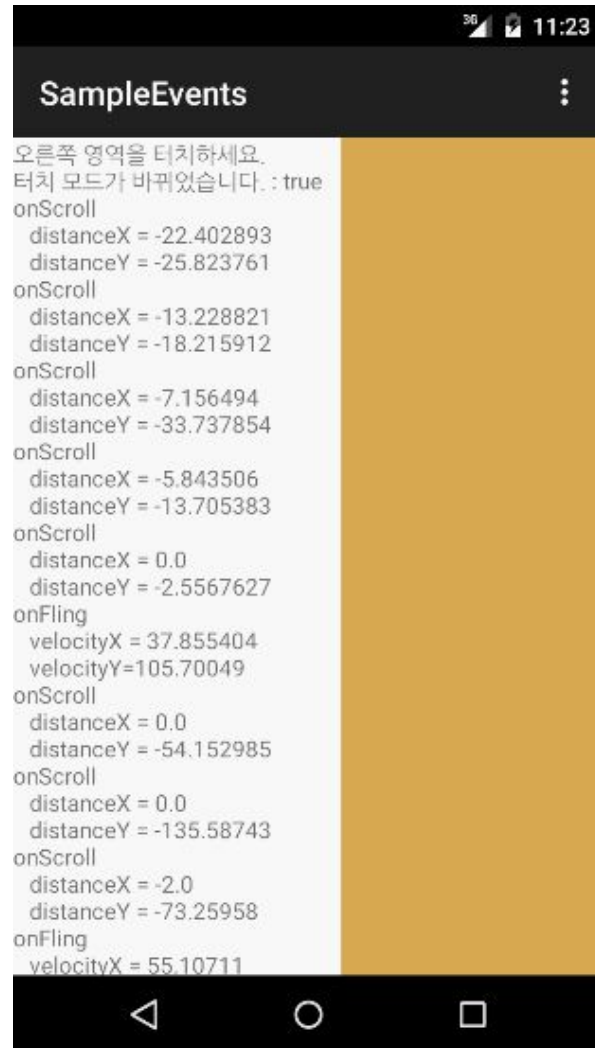 3G 11:23
SampleEvents
오른쪽 영역을 터치하세요.
터치 모드가 바뀌었습니다. : true
onScroll
distanceX = -22.402893
distanceY = -25.823761
onScroll
distanceX = -13.228821
distanceY = -18.215912
onScroll
distanceX = -7.156494
distanceY = -33.737854
onScroll
distanceX = -5.843506
distanceY = -13.705383
onScroll
distanceX = 0.0
distanceY = -2.5567627
onFling
velocityX = 37.855404
velocityY=105.70049
onScroll
distanceX = 0.0
distanceY = -54.152985
onScroll
distanceX = 0.0
distanceY = -135.58743
onScroll
distanceX = -2.0
distanceY = -73.25958
onFling
velocityX = 55.10711